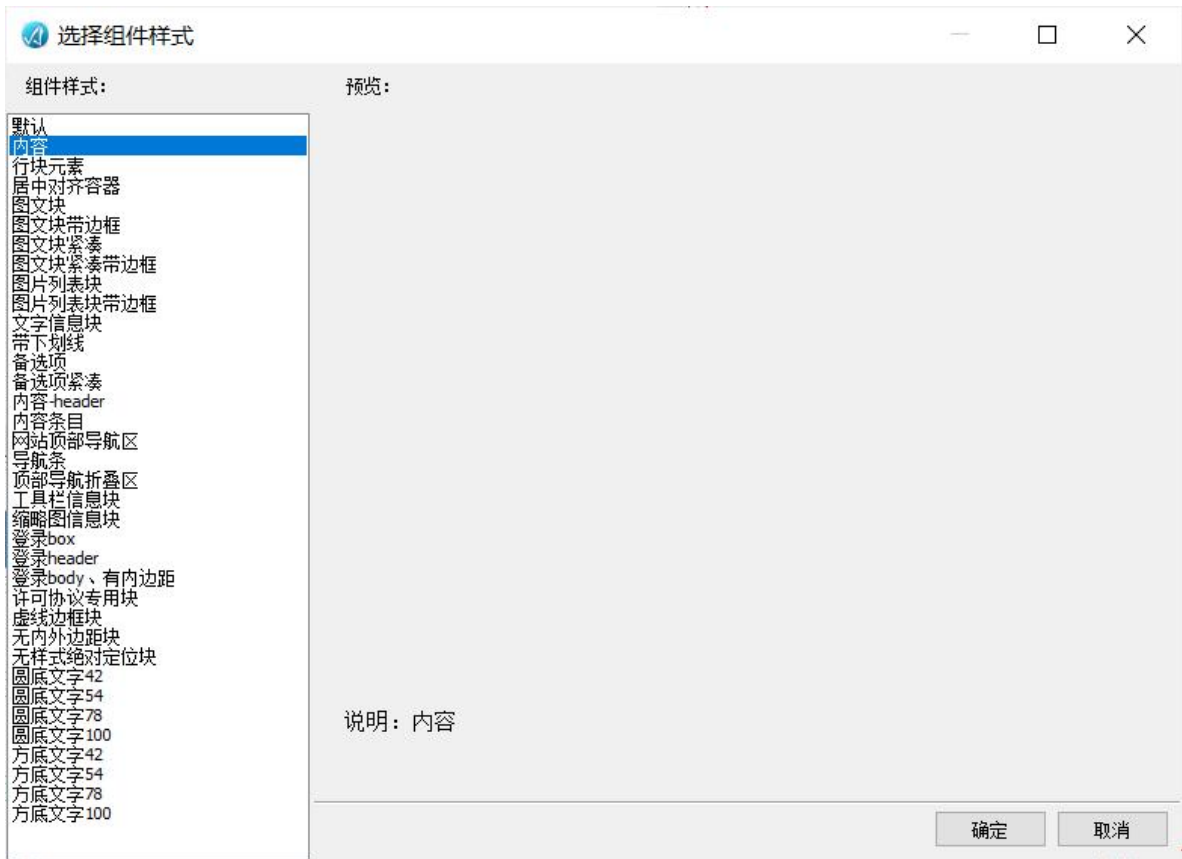 选择组件样式
组件样式：
预览：
默认
内容
行块元素
居中对齐容器
图文块
图文块带边框
图文块紧凑
图文块紧凑带边框
图片列表块
图片列表块带边框
文字信息块
带下划线
备选项
备选项紧凑
内容-header
内容条目
网站顶部导航区
导航条
顶部导航折叠区
工具栏信息块
缩略图信息块
登录box
登录header
登录body、有内边距
许可协议专用块
虚线边框块
无内外边距块
无样式绝对定位块
圆底文字42
圆底文字54
圆底文字78
圆底文字100
方底文字42
方底文字54
方底文字78
方底文字100
说明：内容
确定
取消